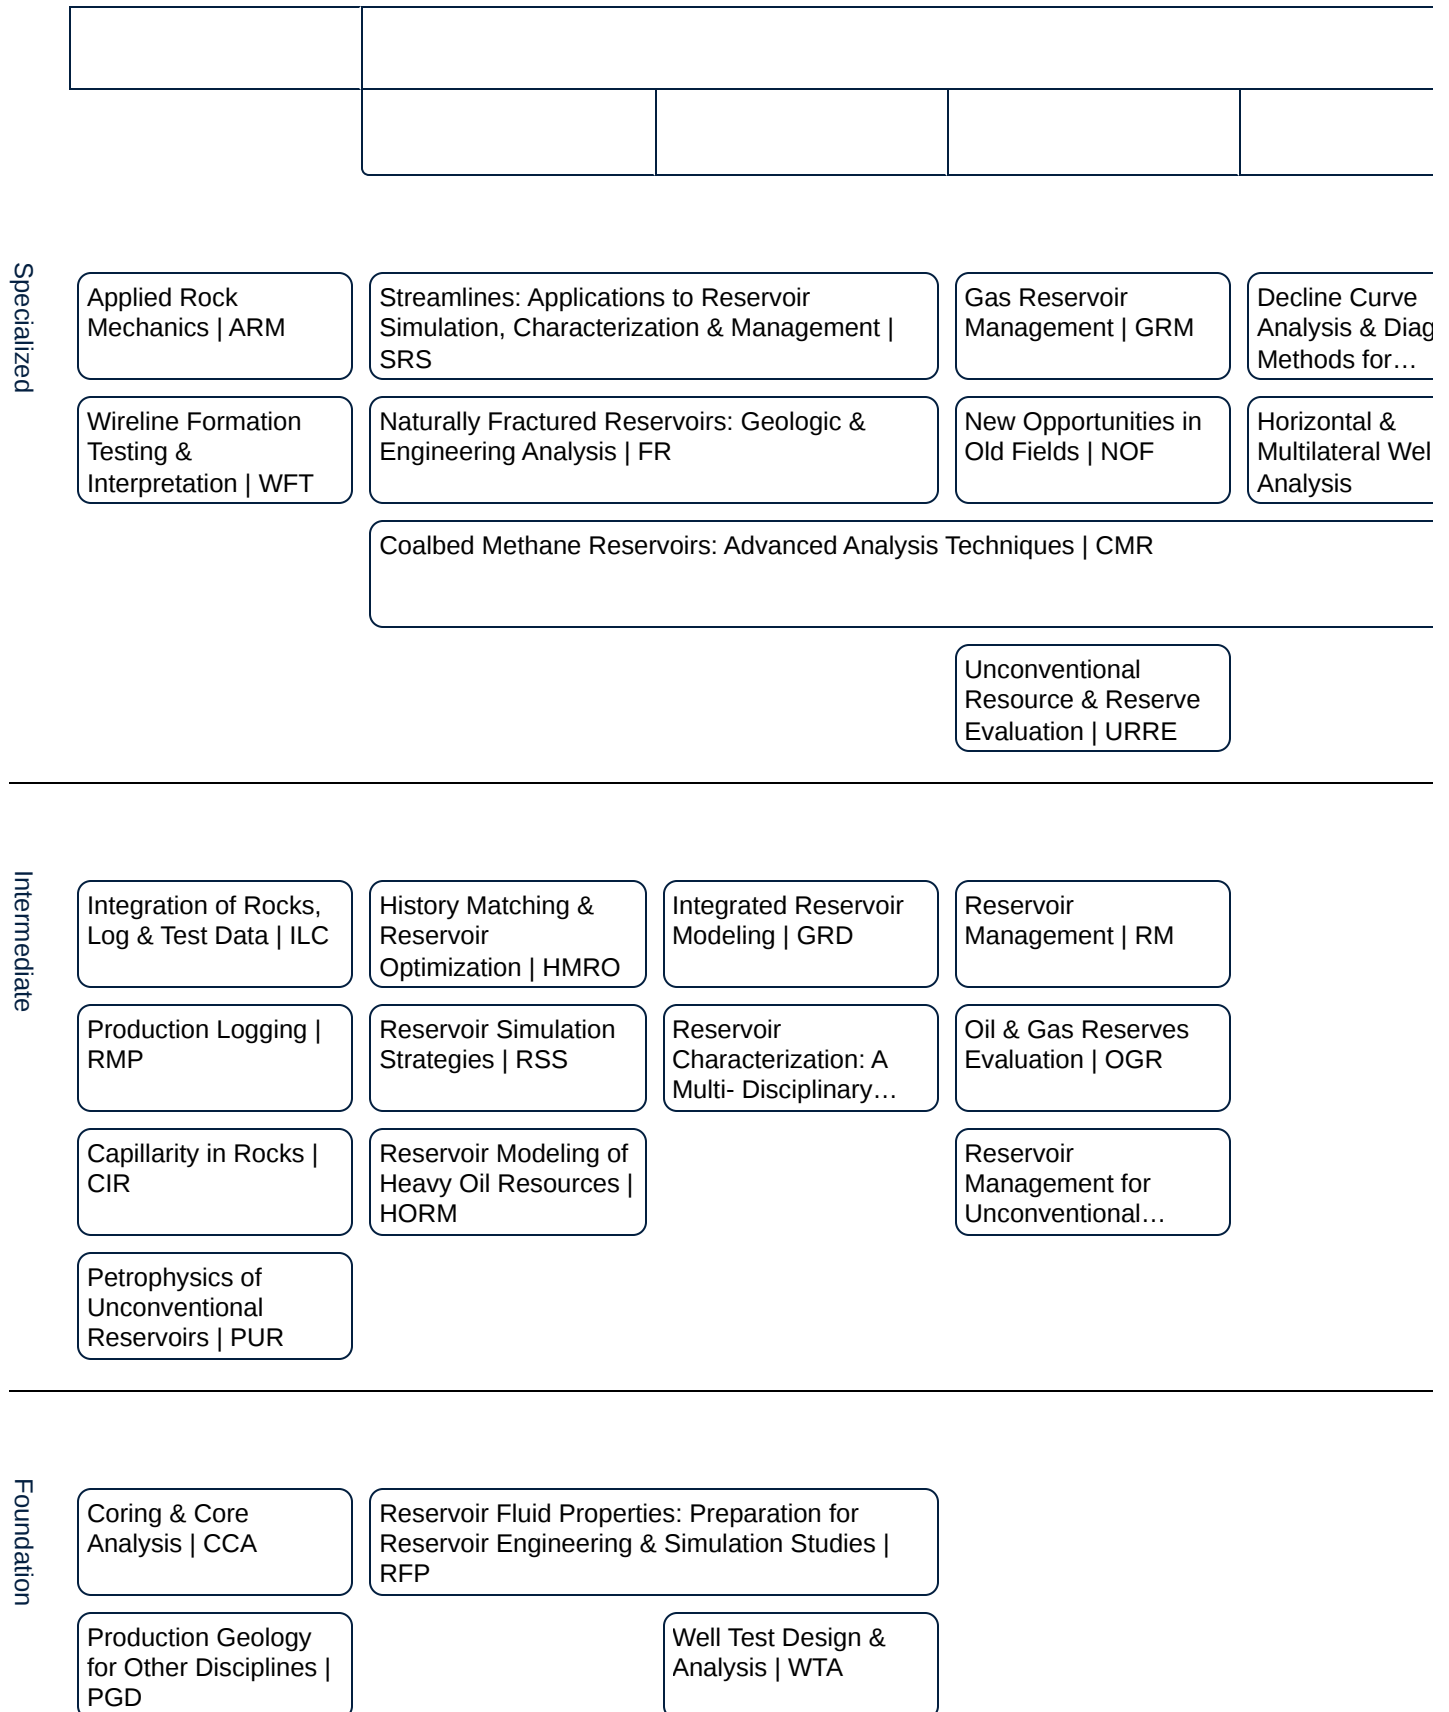 Specialized
Applied Rock
Mechanics | ARM
Streamlines: Applications to Reservoir
Simulation, Characterization & Management |
SRS
Gas Reservoir
Management | GRM
Decline Curve
Analysis & Diag
Methods for…
Wireline Formation
Testing &
Interpretation | WFT
Naturally Fractured Reservoirs: Geologic &
Engineering Analysis | FR
New Opportunities in
Old Fields | NOF
Horizontal &
Multilateral Wel
Analysis
Coalbed Methane Reservoirs: Advanced Analysis Techniques | CMR
Unconventional
Resource & Reserve
Evaluation | URRE
Intermediate
Integration of Rocks,
Log & Test Data | ILC
History Matching &
Reservoir
Optimization | HMRO
Integrated Reservoir
Modeling | GRD
Reservoir
Management | RM
Production Logging |
RMP
Reservoir Simulation
Strategies | RSS
Reservoir
Characterization: A
Multi- Disciplinary…
Oil & Gas Reserves
Evaluation | OGR
Capillarity in Rocks |
CIR
Reservoir Modeling of
Heavy Oil Resources |
HORM
Reservoir
Management for
Unconventional…
Petrophysics of
Unconventional
Reservoirs | PUR
Foundation
Coring & Core
Analysis | CCA
Reservoir Fluid Properties: Preparation for
Reservoir Engineering & Simulation Studies |
RFP
Production Geology
for Other Disciplines |
PGD
Well Test Design &
Analysis | WTA